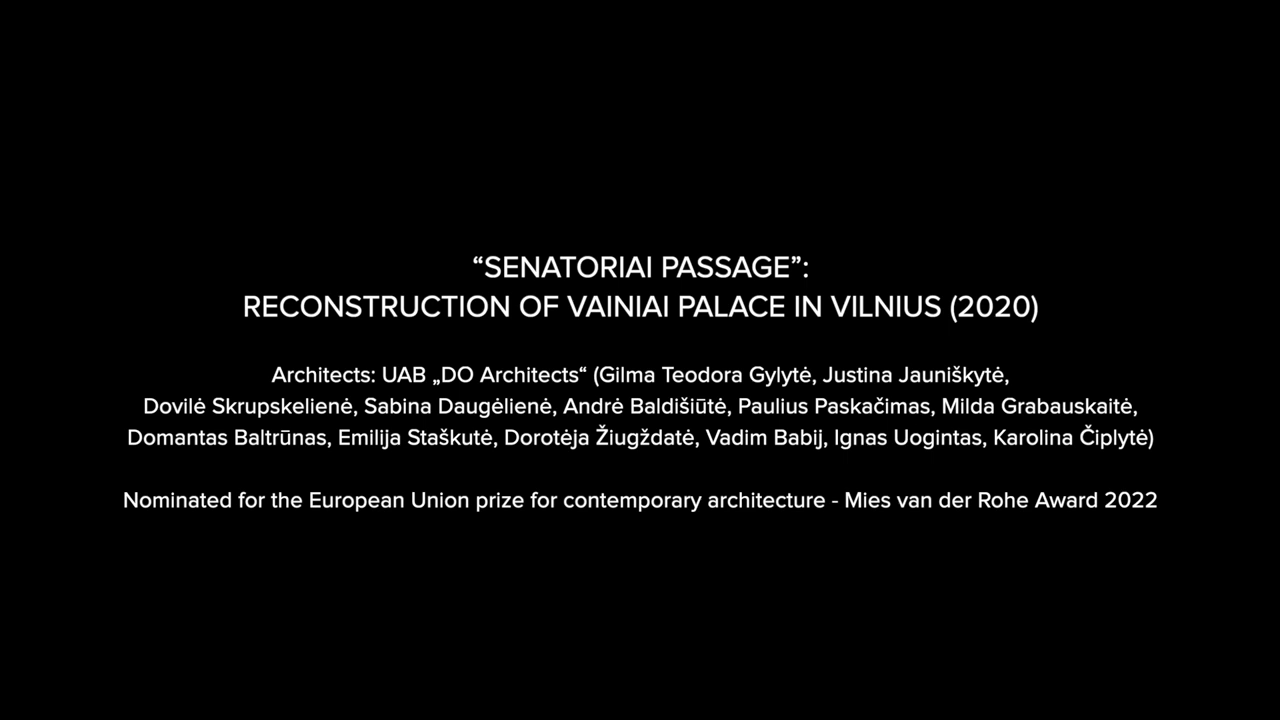 “SENATORIAI PASSAGE”:
RECONSTRUCTION OF VAINIAI PALACE IN VILNIUS (2020)
Architects: UAB „DO Architects“ (Gilma Teodora Gylytė, Justina Jauniškytė,
Dovilė Skrupskelienė, Sabina Daugėlienė, Andrė Baldišiūtė, Paulius Paskačimas, Milda Grabauskaitė,
Domantas Baltrūnas, Emilija Staškutė, Dorotėja Žiugždatė, Vadim Babij, Ignas Uogintas, Karolina Čiplytė)
Nominated for the European Union prize for contemporary architecture - Mies van der Rohe Award 2022